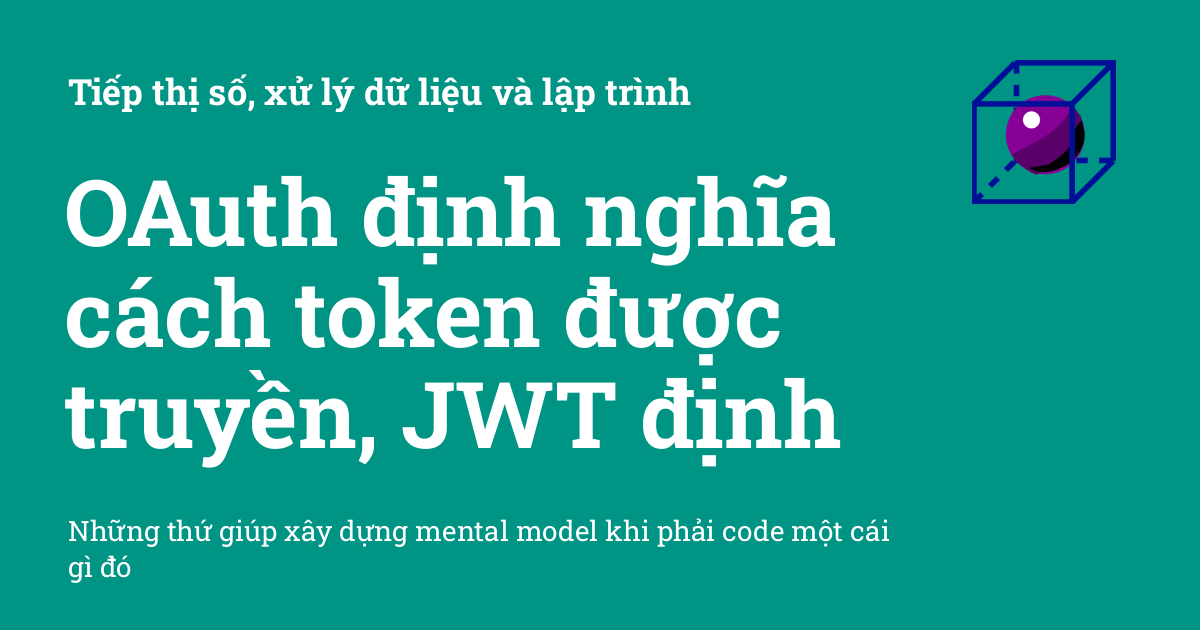 Tiếp thị số, xử lý dữ liệu và lập trình
OAuth định nghĩa
cách token được
truyền, JWT định
Những thứ giúp xây dựng mental model khi phải code một cái
gì đó